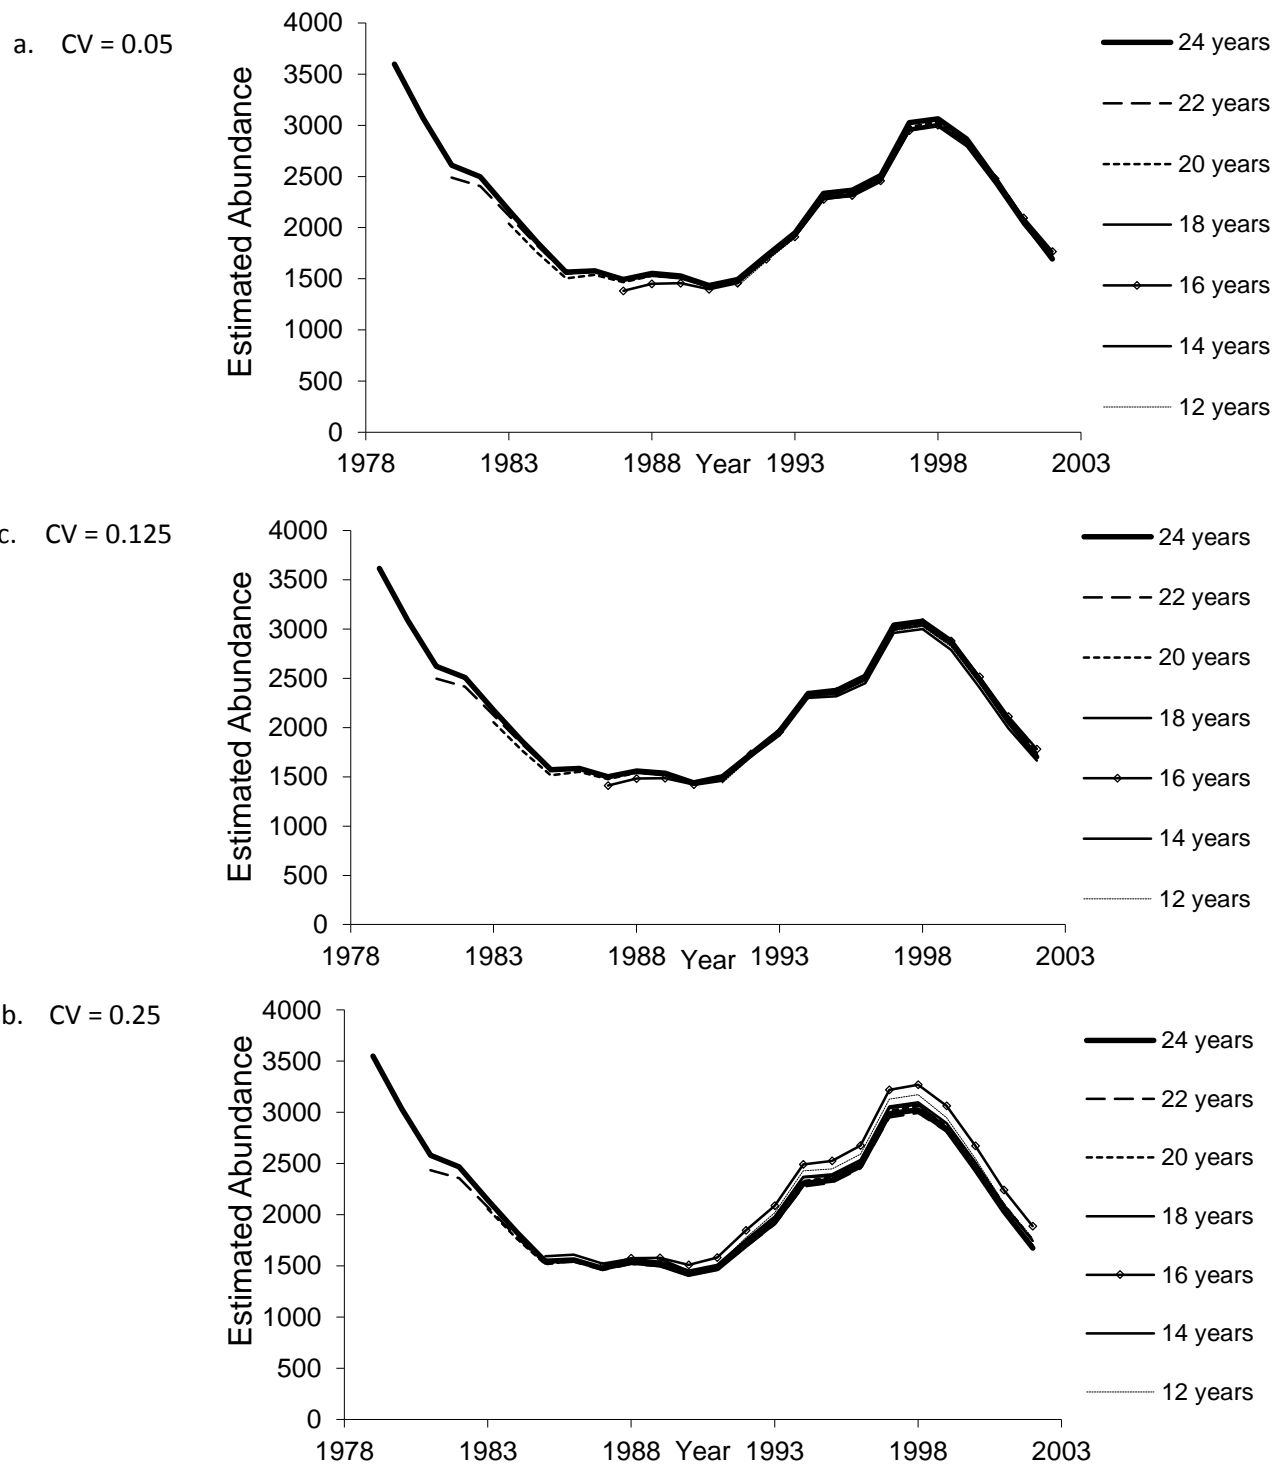 a. CV = 0.05
Estimated Abundance
4000
3500
3000
2500
2000
1500
1000
500
0
1978 1983 1988 Year 1993 1998 2003
24 years
22 years
20 years
18 years
16 years
14 years
12 years
c. CV = 0.125
Estimated Abundance
4000
3500
3000
2500
2000
1500
1000
500
0
1978 1983 1988 Year 1993 1998 2003
24 years
22 years
20 years
18 years
16 years
14 years
12 years
b. CV = 0.25
Estimated Abundance
4000
3500
3000
2500
2000
1500
1000
500
0
1978 1983 1988 Year 1993 1998 2003
24 years
22 years
20 years
18 years
16 years
14 years
12 years